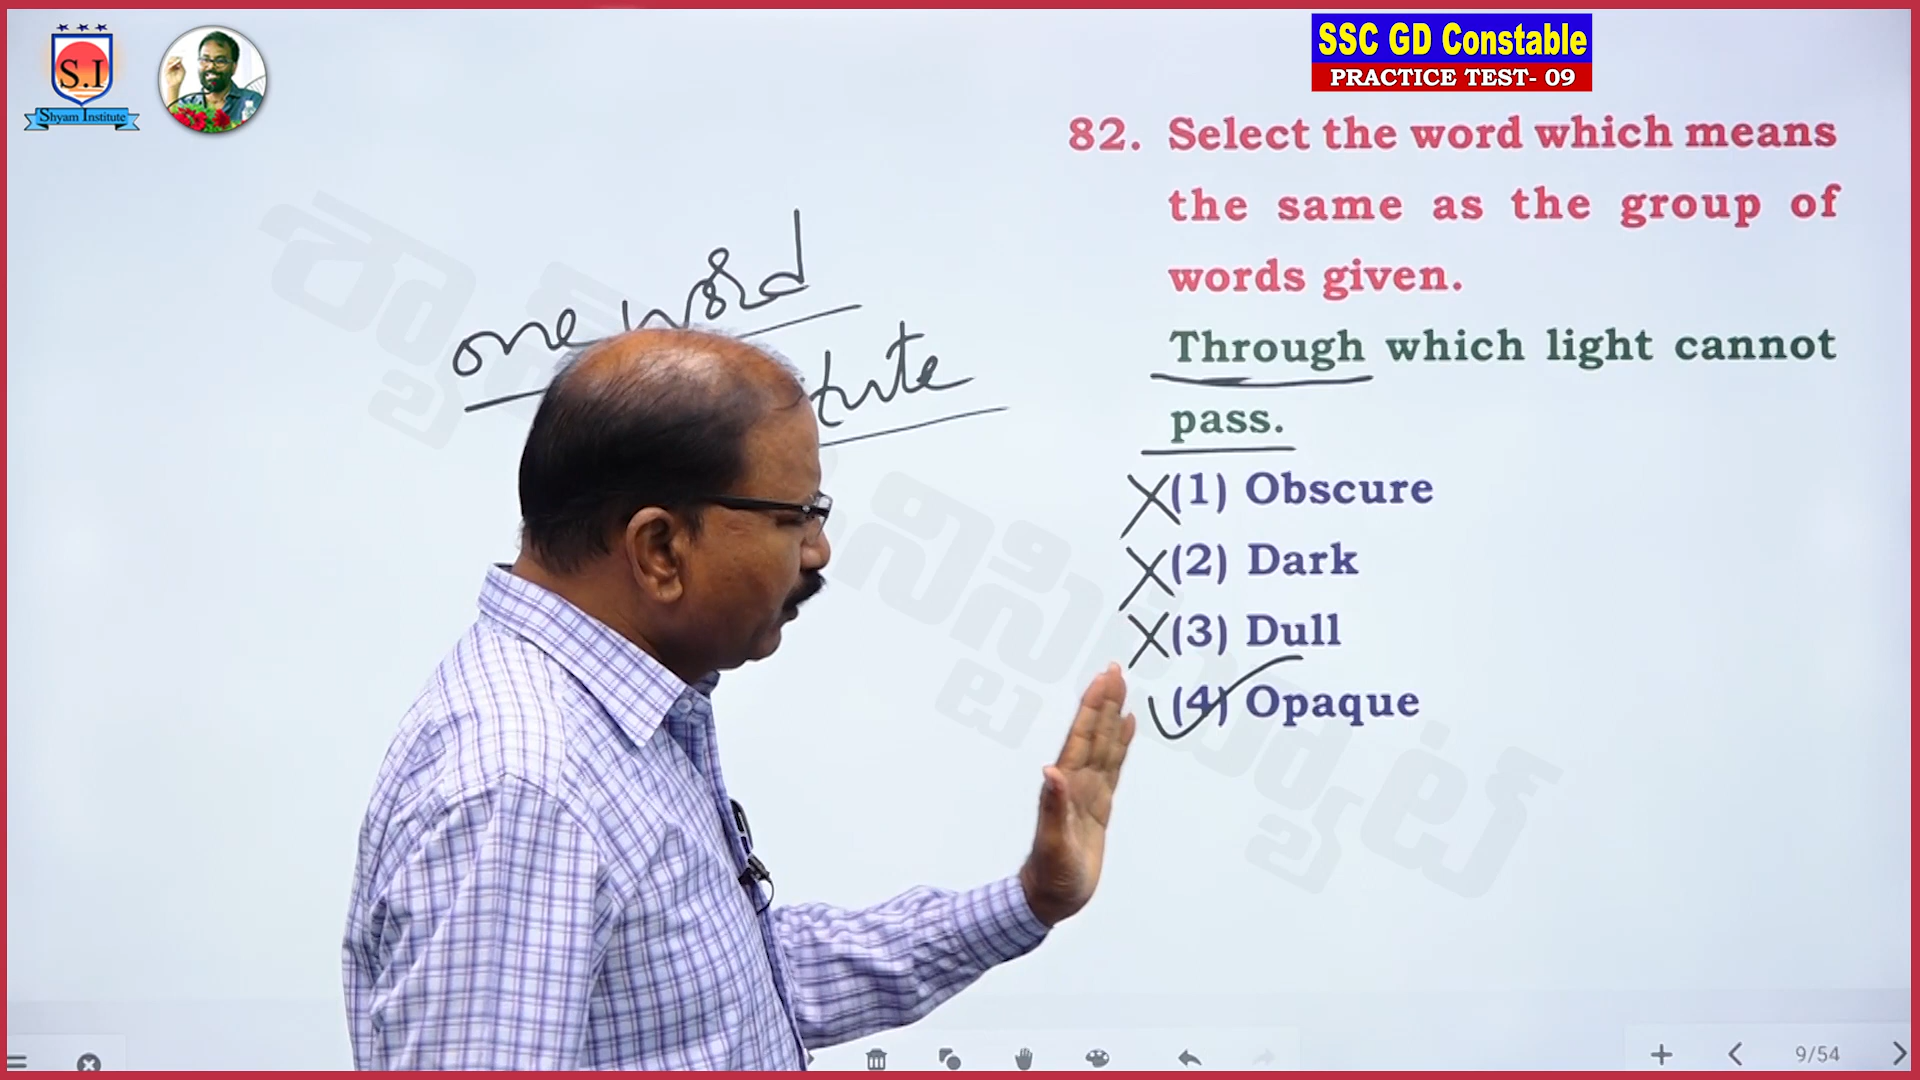 S.I
Shyam Institute
SSC GD Constable
PRACTICE TEST- 09
82. Select the word which means
the same as the group of
words given.
Through which light cannot
pass.
(1) Obscure
(2) Dark
(3) Dull
(4) Opaque
one word
tute
9/54